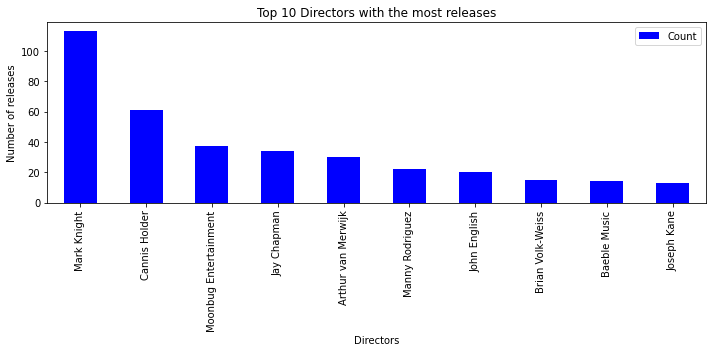 Top 10 Directors with the most releases
Count
Number of releases
100
80
60
40
20
0
Mark Knight
Cannis Holder
Moonbug Entertainment
Jay Chapman
Arthur van Merwijk
Manny Rodriguez
John English
Brian Volk-Weiss
Baeble Music
Joseph Kane
Directors